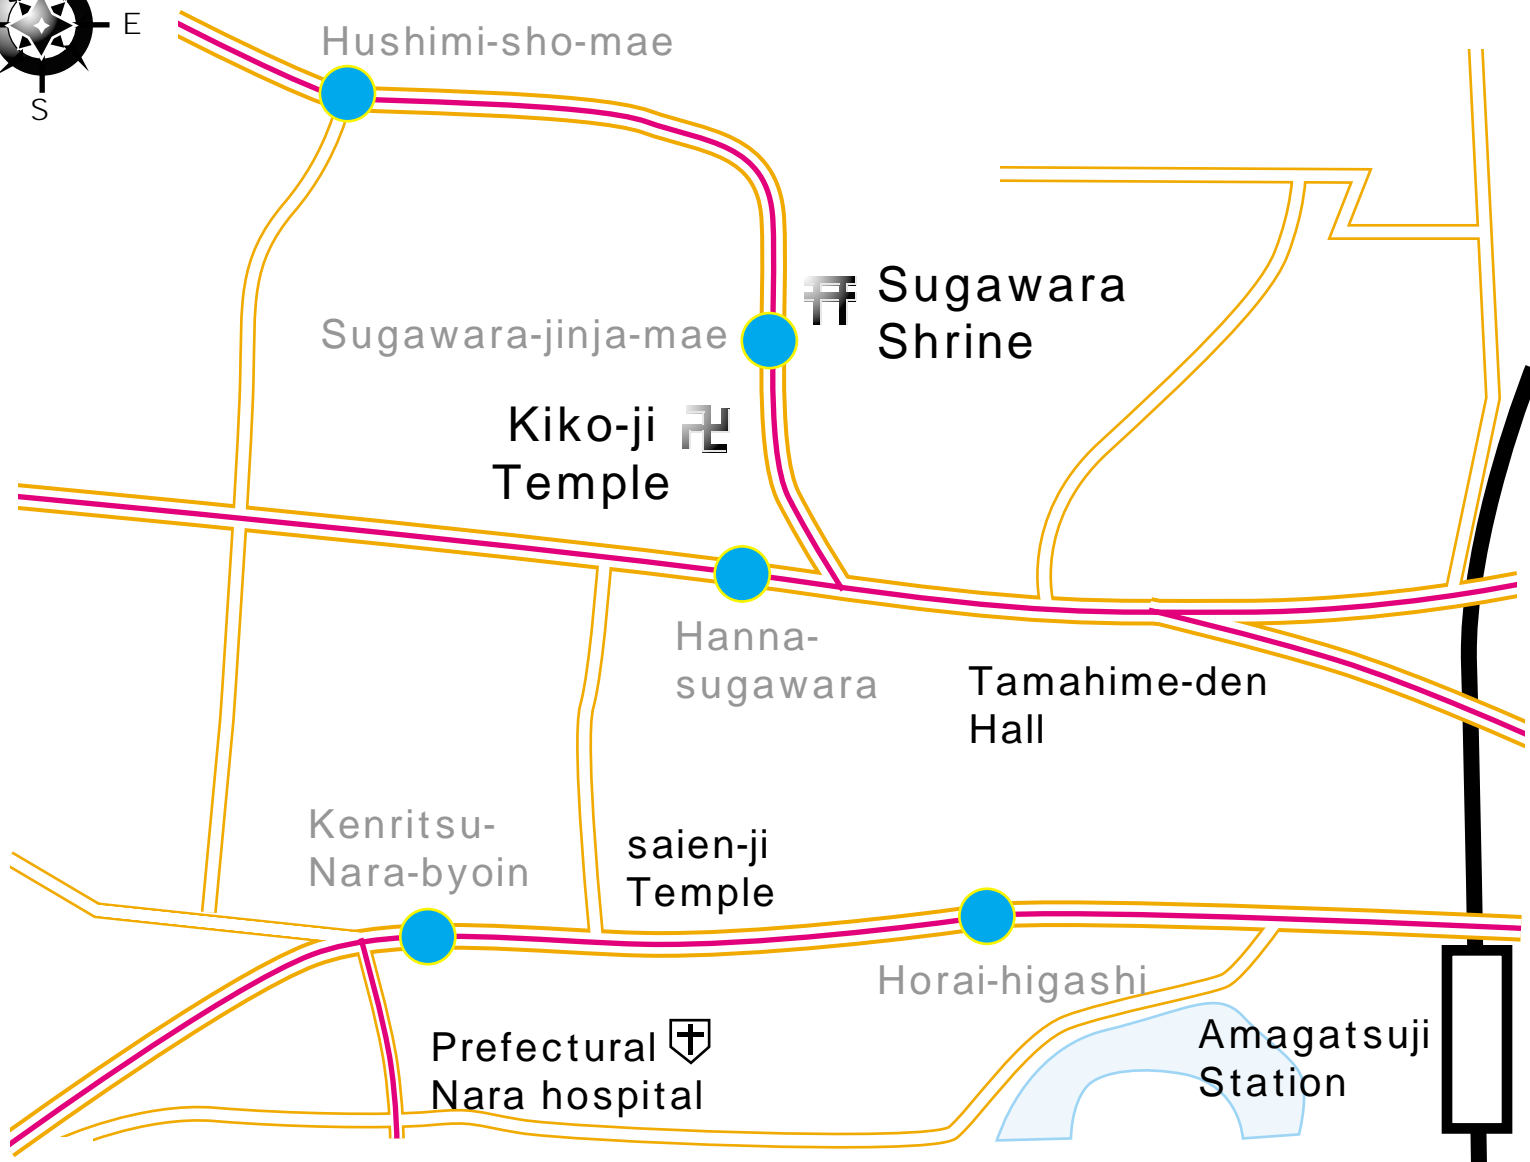 E
S
Hushimi-sho-mae
Sugawara
Shrine
Sugawara-jinja-mae
Kiko-ji
Temple
Hanna-
sugawara
Tamahime-den
Hall
Kenritsu-
Nara-byoin
saien-ji
Temple
Horai-higashi
Prefectural
Nara hospital
Amagatsuji
Station